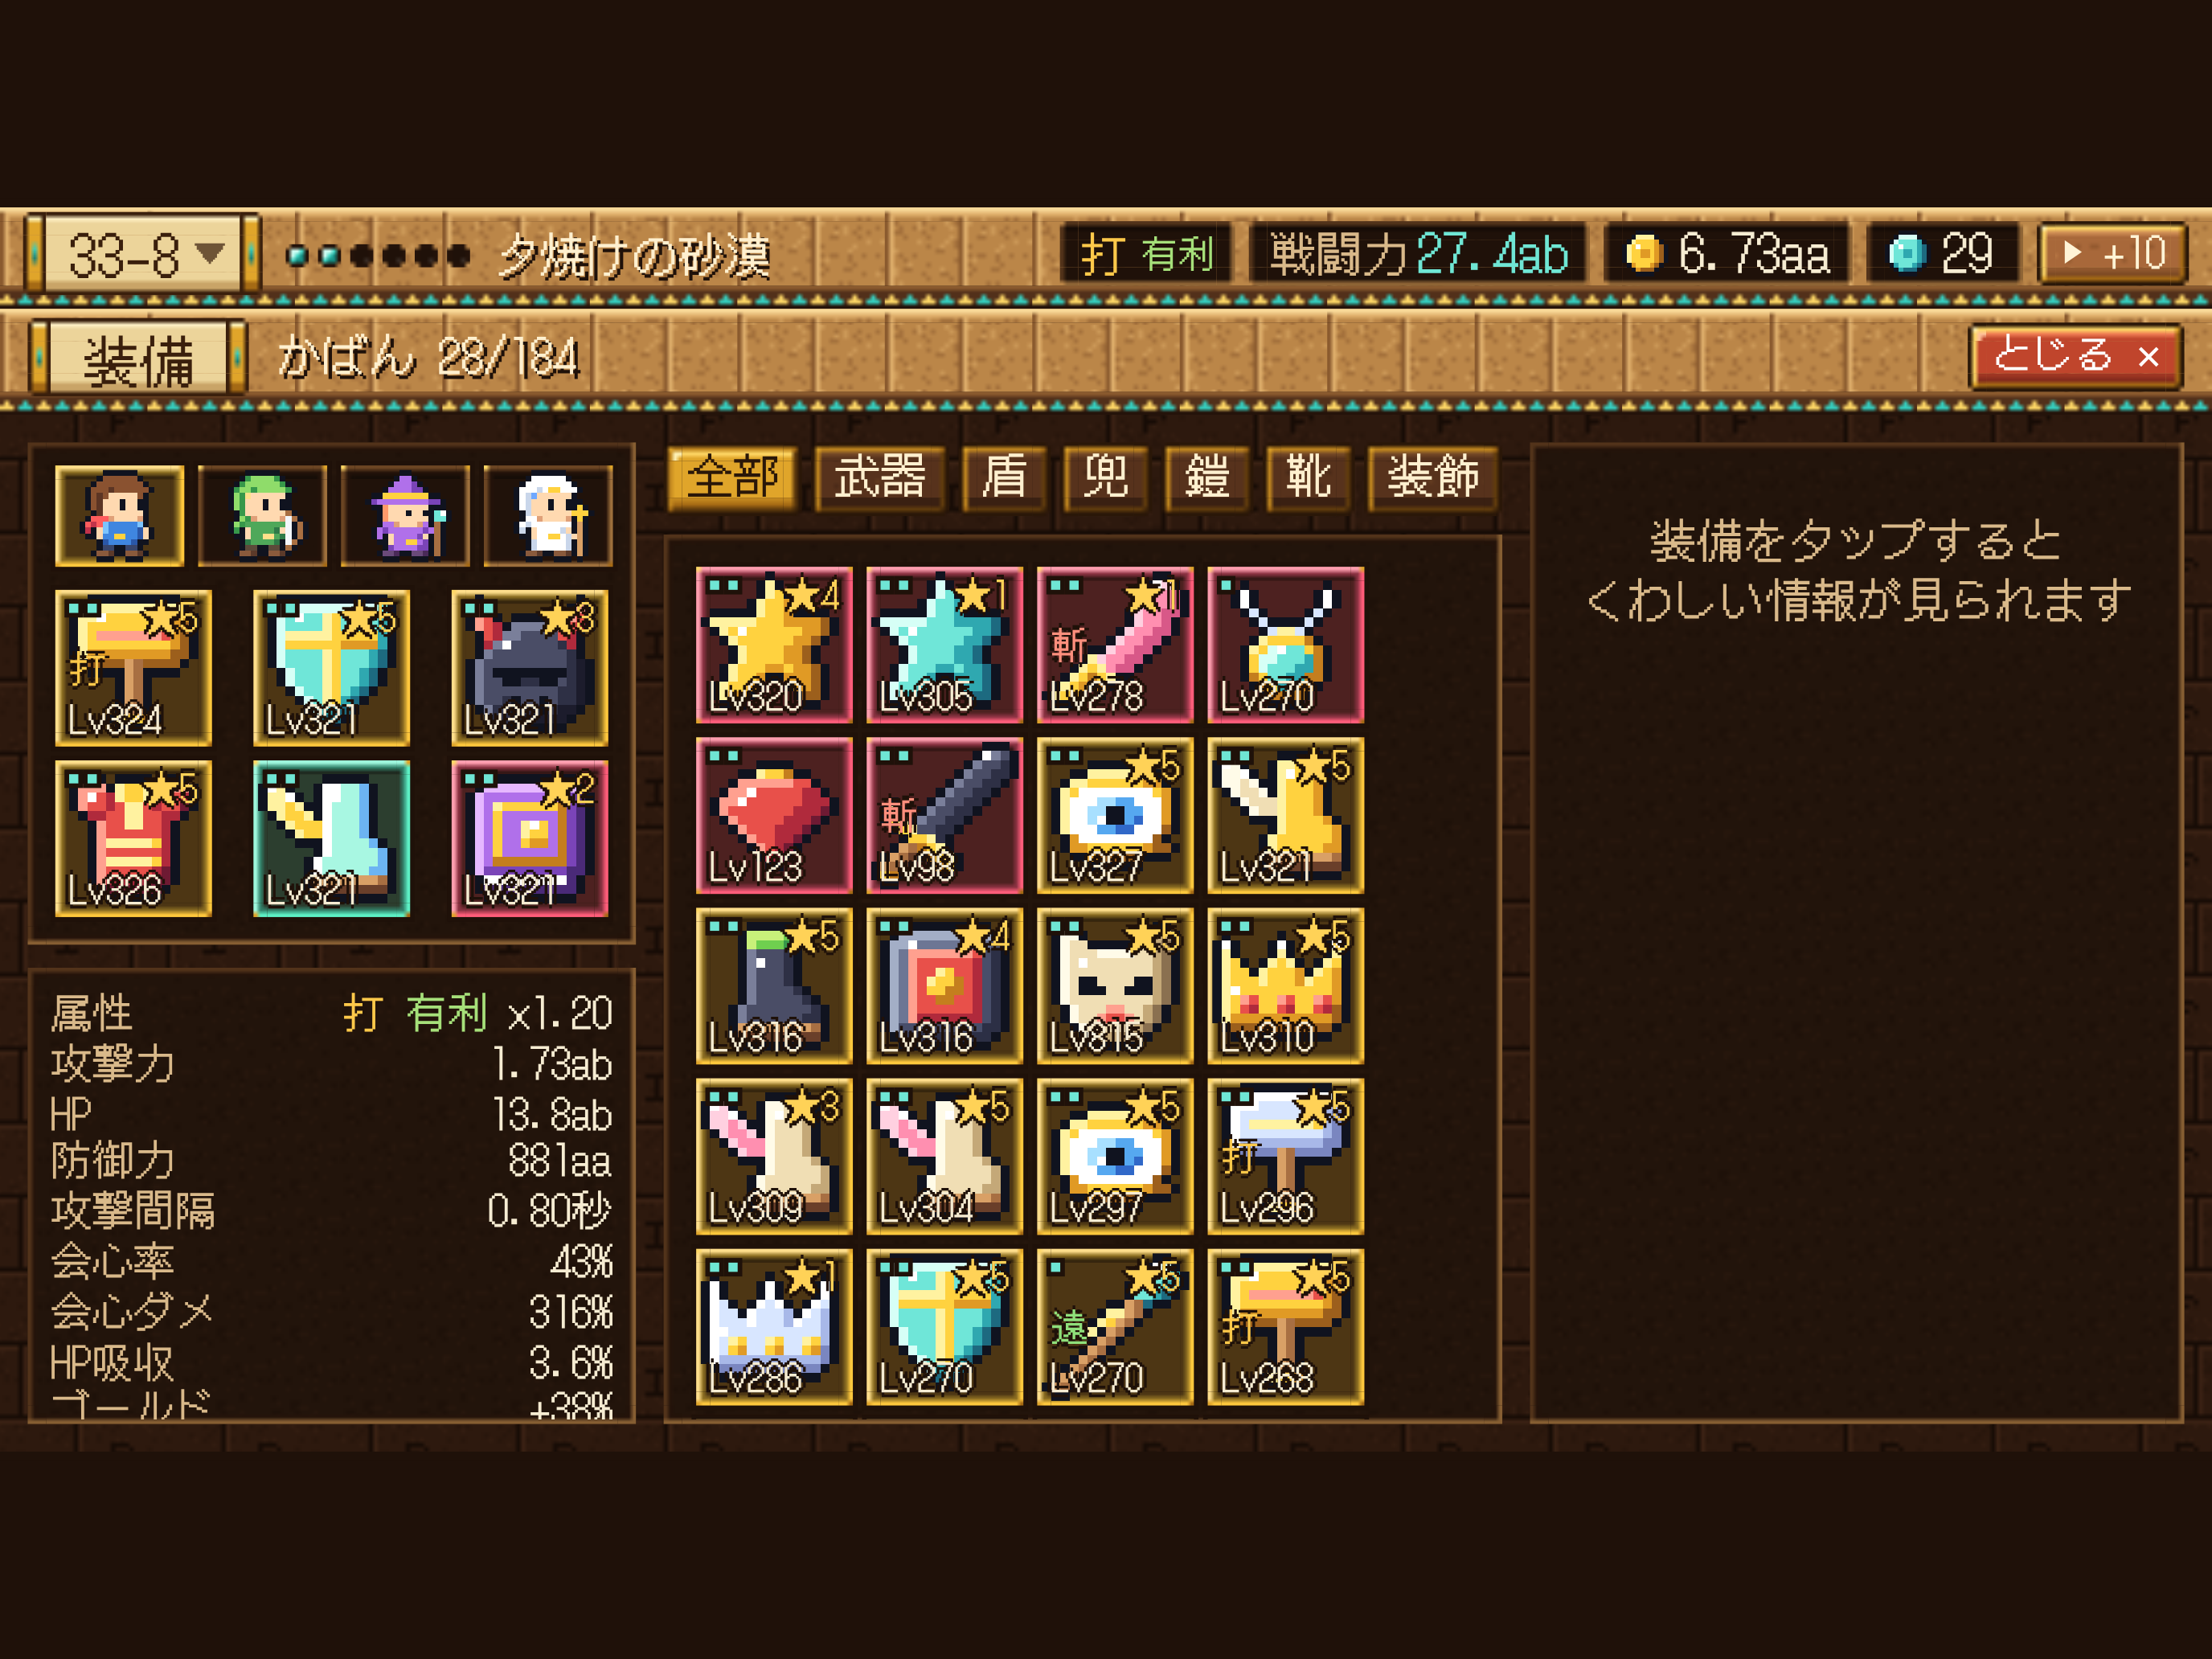 33-8 夕焼けの砂漠 打 有利 戦闘力 27.4ab 6.73aa 29 +10
装備 かばん 28/184 とじる ×
全部 武器 盾 兜 鎧 靴 装飾
★5 打 Lv324
★5 Lv321
★3 Lv321
★5 Lv326
Lv321
★2 Lv321
属性 打 有利 x1.20
攻撃力 1.73ab
HP 13.8ab
防御力 881aa
攻撃間隔 0.80秒
会心率 43%
会心ダメ 316%
HP吸収 3.6%
ゴールド +38%
★4 Lv320
★1 Lv305
★1 斬 Lv278
Lv270
Lv123
斬 Lv98
★5 Lv327
★5 Lv321
★5 Lv316
★4 Lv316
★5 Lv315
★5 Lv310
★3 Lv309
★5 Lv304
★5 Lv297
★5 打 Lv296
★1 Lv286
★5 Lv270
★5 遠 Lv270
★5 打 Lv268
装備をタップすると
くわしい情報が見られます